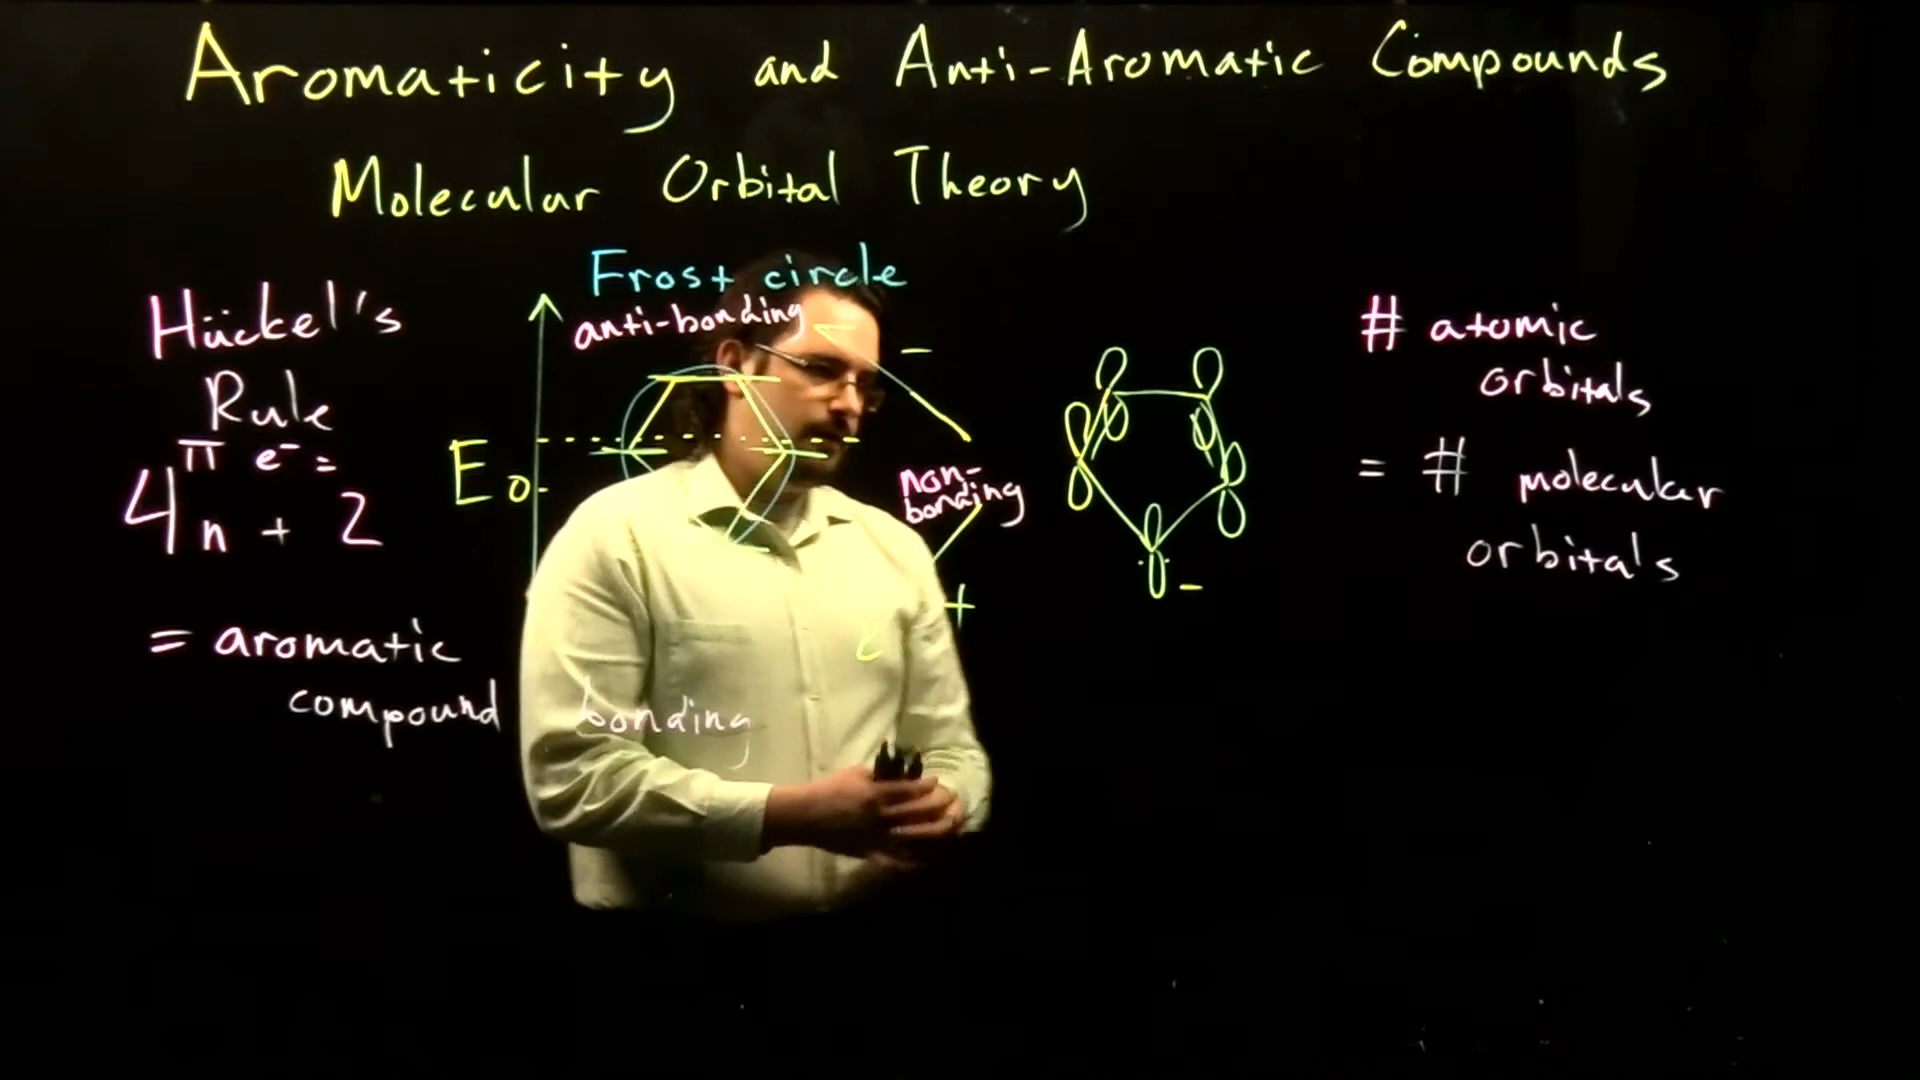 Aromaticity and Anti-Aromatic Compounds
Molecular Orbital Theory
Hückel's
Rule
π e⁻ =
4n + 2
= aromatic
compound
Frost circle
anti-bonding
E
0
non-
bonding
bonding
-
+
-
# atomic
orbitals
= # molecular
orbitals